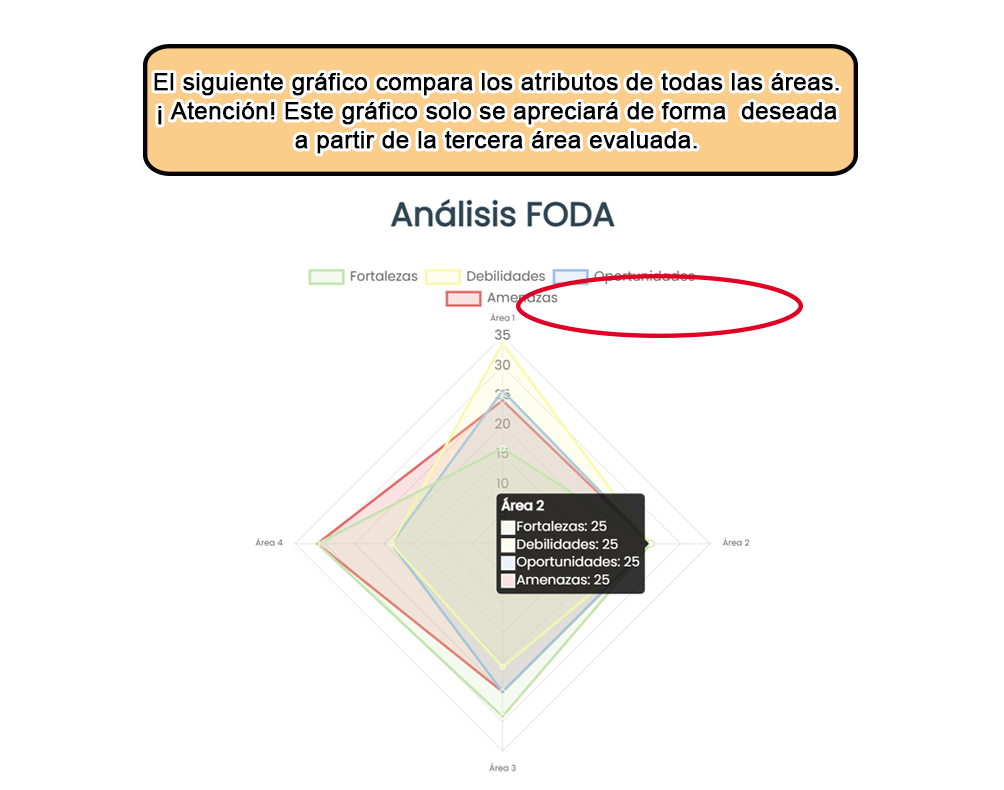 El siguiente gráfico compara los atributos de todas las áreas.
¡ Atención! Este gráfico solo se apreciará de forma  deseada
a partir de la tercera área evaluada.
Análisis FODA
Fortalezas Debilidades Oportunidades
Amenazas
Área 1
35
30
25
20
15
10
Área 2
Fortalezas: 25
Debilidades: 25
Oportunidades: 25
Amenazas: 25
Área 4
Área 2
Área 3